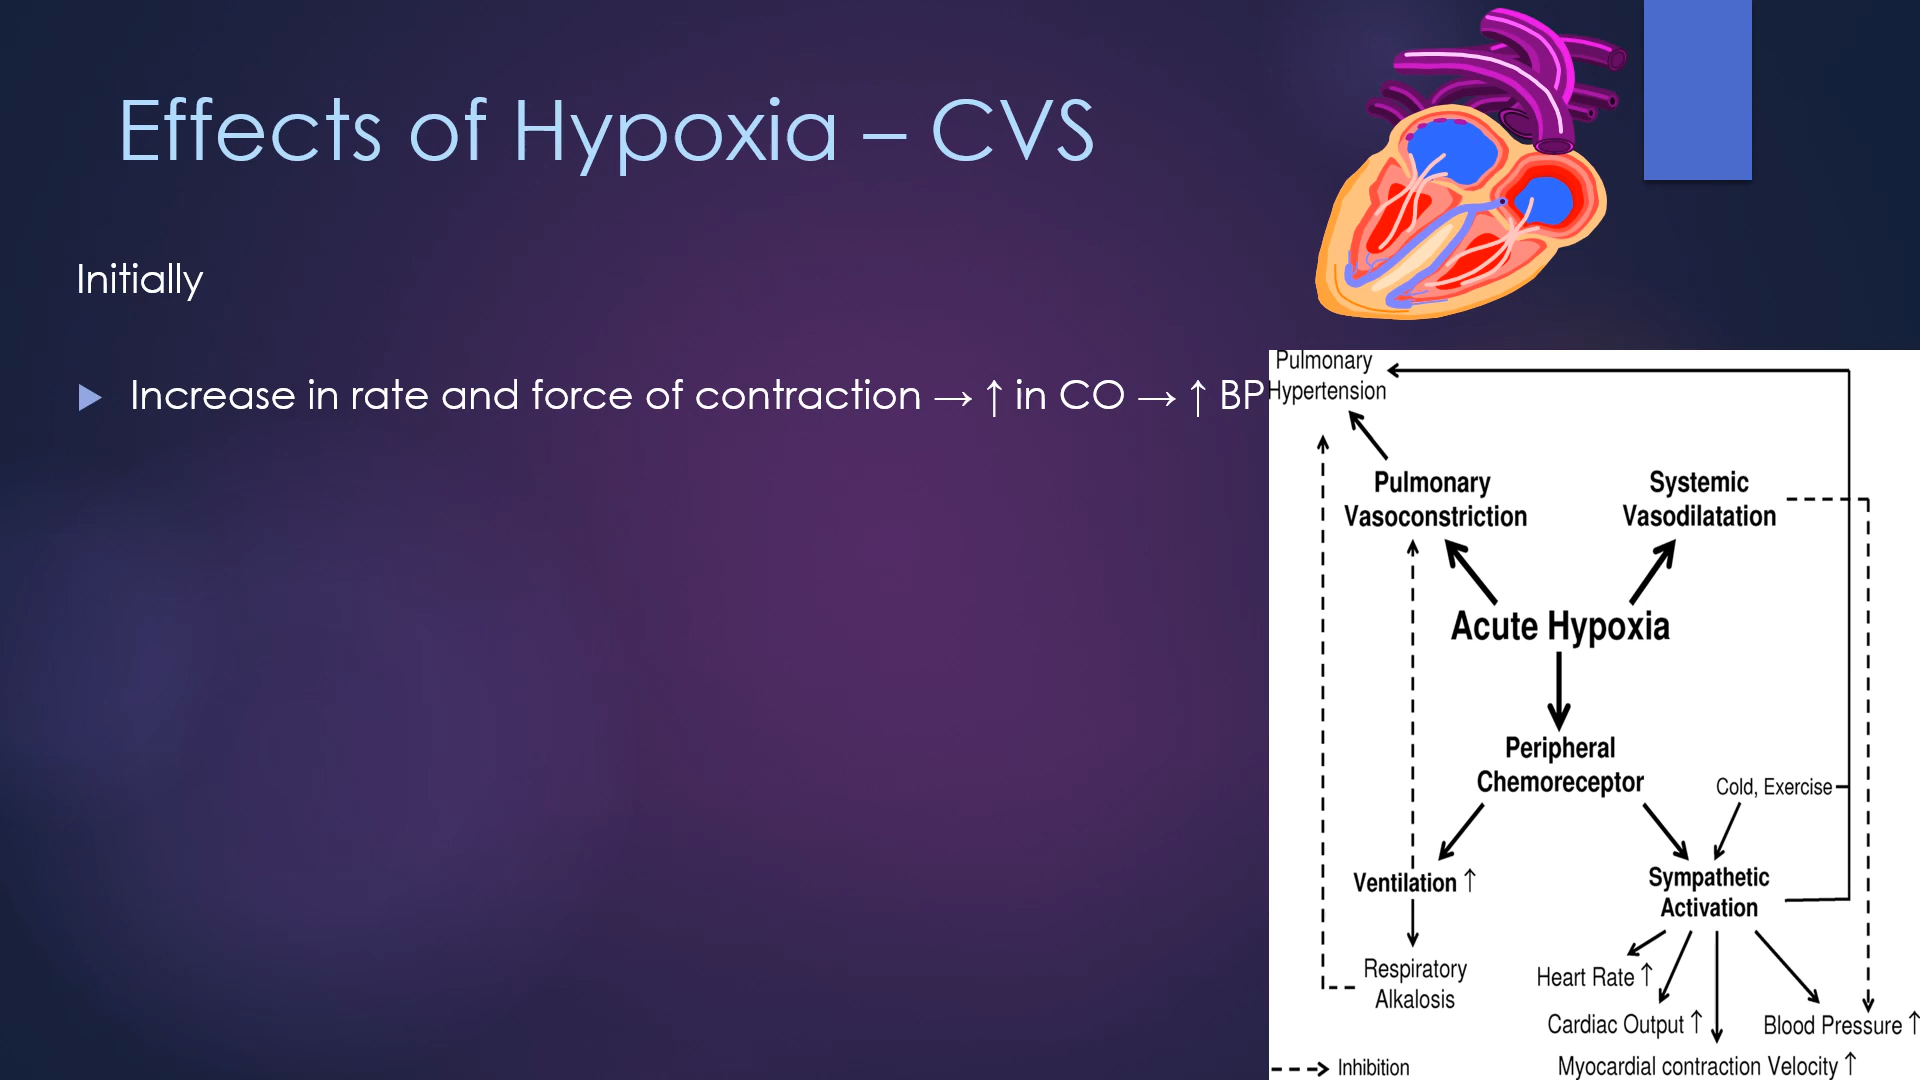 Effects of Hypoxia – CVS
Initially
Increase in rate and force of contraction → ↑ in CO → ↑ BP
Pulmonary
Hypertension
Pulmonary
Vasoconstriction
Systemic
Vasodilatation
Acute Hypoxia
Peripheral
Chemoreceptor
Cold, Exercise
Ventilation ↑
Sympathetic
Activation
Respiratory
Alkalosis
Heart Rate ↑
Cardiac Output ↑
Blood Pressure ↑
Myocardial contraction Velocity ↑
Inhibition